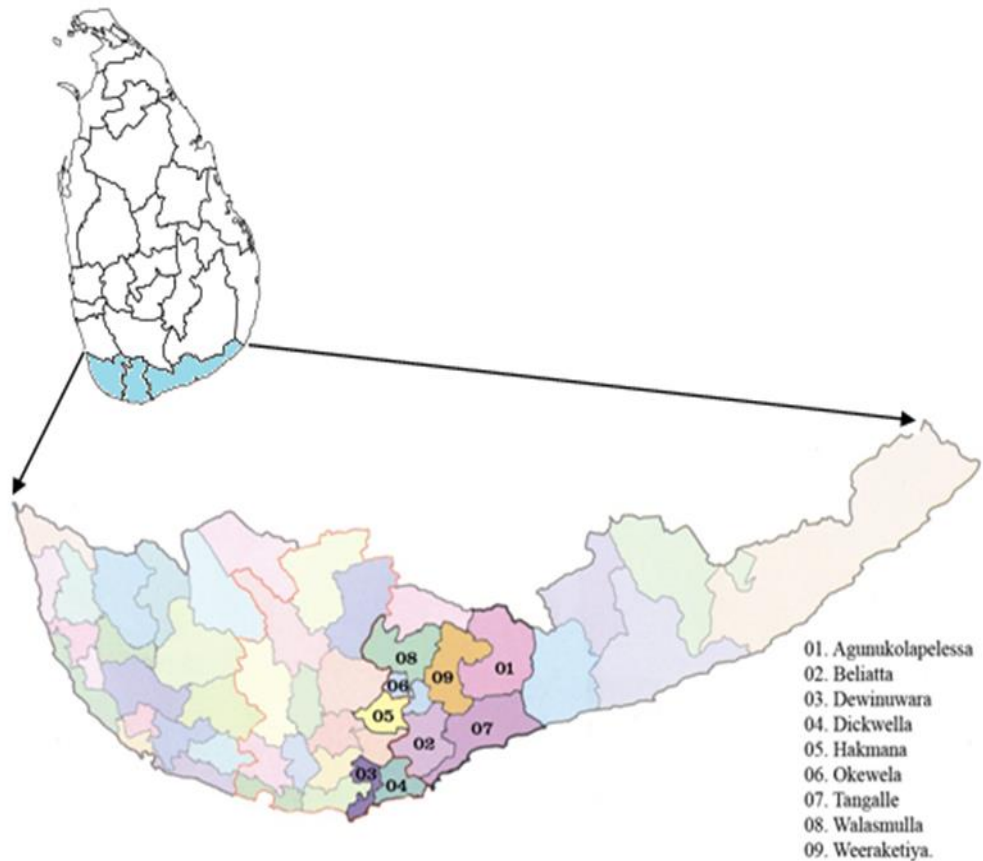 08
01
06
09
05
07
02
03
04
01. Agunukolapelessa
02. Beliatta
03. Dewinuwara
04. Dickwella
05. Hakmana
06. Okewela
07. Tangalle
08. Walasmulla
09. Weeraketiya.